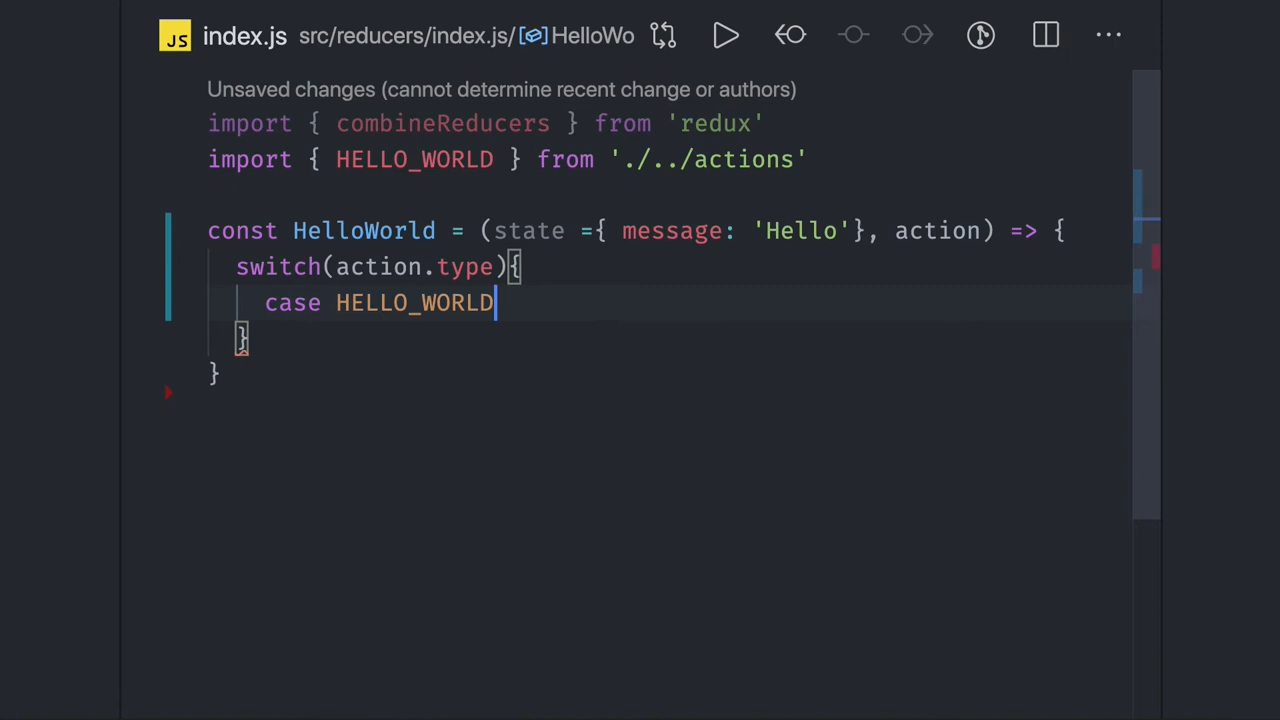 JS index.js src/reducers/index.js/HelloWo
Unsaved changes (cannot determine recent change or authors)
import { combineReducers } from 'redux'
import { HELLO_WORLD } from './../actions'
const HelloWorld = (state ={ message: 'Hello'}, action) => {
switch(action.type){
case HELLO_WORLD
}
}